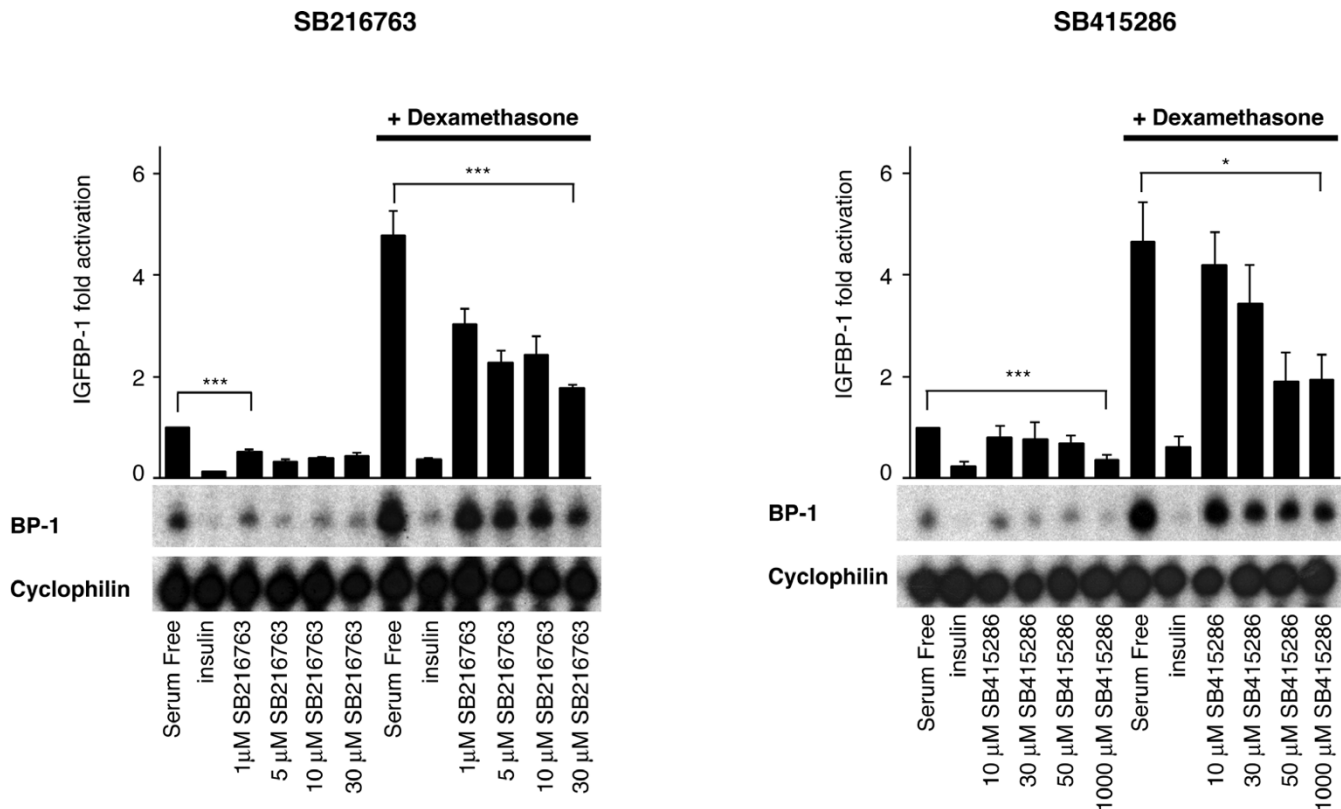 SB216763
+ Dexamethasone
IGFBP-1 fold activation
6
4
2
0
***
***
BP-1
Cyclophilin
Serum Free
insulin
1μM SB216763
5 μM SB216763
10 μM SB216763
30 μM SB216763
Serum Free
insulin
1μM SB216763
5 μM SB216763
10 μM SB216763
30 μM SB216763
SB415286
+ Dexamethasone
IGFBP-1 fold activation
6
4
2
0
***
*
BP-1
Cyclophilin
Serum Free
insulin
10 μM SB415286
30 μM SB415286
50 μM SB415286
1000 μM SB415286
Serum Free
insulin
10 μM SB415286
30 μM SB415286
50 μM SB415286
1000 μM SB415286